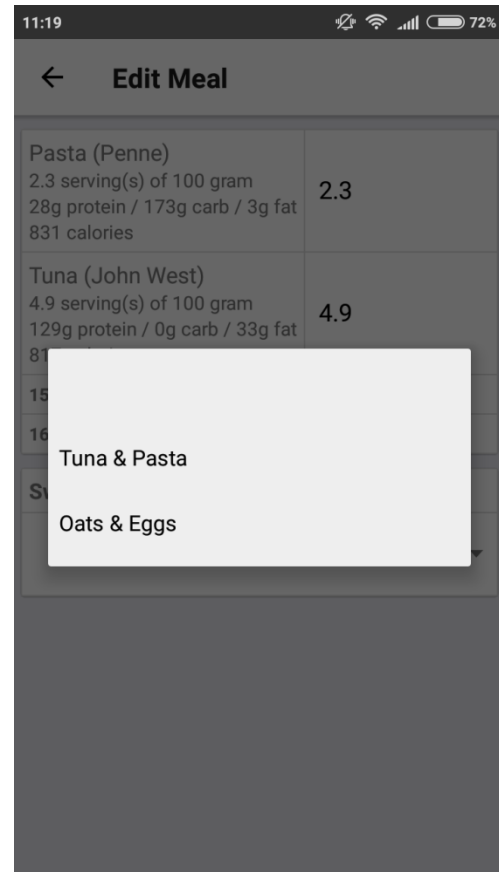 11:19 72%
Edit Meal
Pasta (Penne)
2.3 serving(s) of 100 gram
28g protein / 173g carb / 3g fat
831 calories
2.3
Tuna (John West)
4.9 serving(s) of 100 gram
129g protein / 0g carb / 33g fat
4.9
15
16
Tuna & Pasta
Oats & Eggs